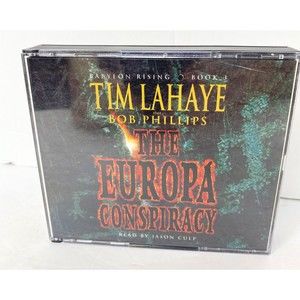 BABYLON RISING BOOK 3
TIM LAHAYE
BOB PHILLIPS
THE
EUROPA
CONSPIRACY
READ BY JASON CULP